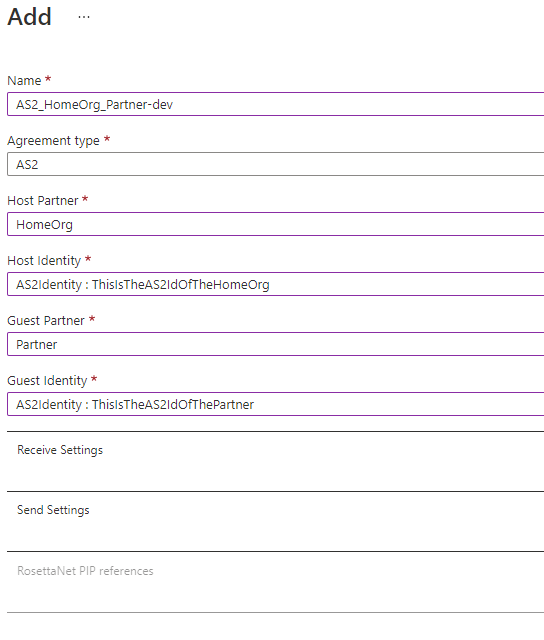 Add ...
Name *
AS2_HomeOrg_Partner-dev
Agreement type *
AS2
Host Partner *
HomeOrg
Host Identity *
AS2Identity : ThisIsTheAS2IdOfTheHomeOrg
Guest Partner *
Partner
Guest Identity *
AS2Identity : ThisIsTheAS2IdOfThePartner
Receive Settings
Send Settings
RosettaNet PIP references